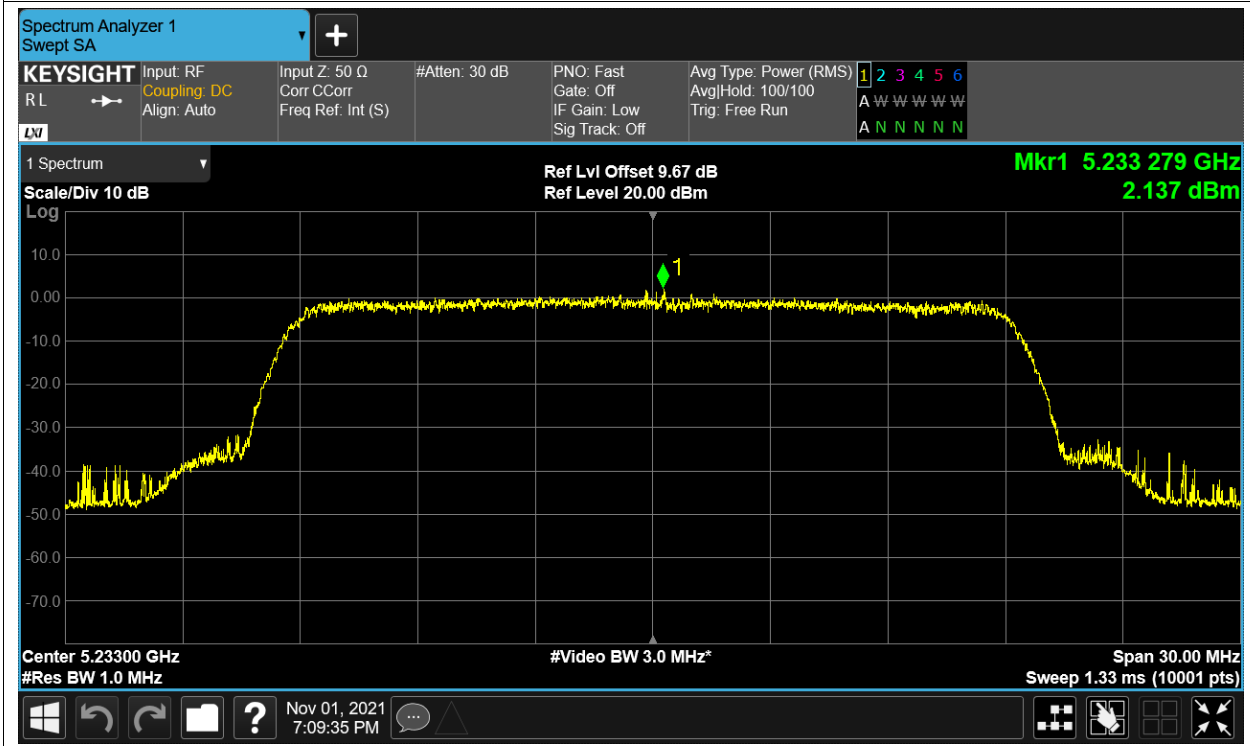 Spectrum Analyzer 1
Swept SA
+
KEYSIGHT
R L
LXI
Input: RF
Coupling: DC
Align: Auto
Input Z: 50 Ω
Corr CCorr
Freq Ref: Int (S)
#Atten: 30 dB
PNO: Fast
Gate: Off
IF Gain: Low
Sig Track: Off
Avg Type: Power (RMS)
Avg|Hold: 100/100
Trig: Free Run
1 2 3 4 5 6
A W W W W W
A N N N N N
1 Spectrum
Scale/Div 10 dB
Log
Ref Lvl Offset 9.67 dB
Ref Level 20.00 dBm
Mkr1 5.233 279 GHz
2.137 dBm
1
10.0
0.00
-10.0
-20.0
-30.0
-40.0
-50.0
-60.0
-70.0
Center 5.23300 GHz
#Res BW 1.0 MHz
#Video BW 3.0 MHz*
Span 30.00 MHz
Sweep 1.33 ms (10001 pts)
?
Nov 01, 2021
7:09:35 PM